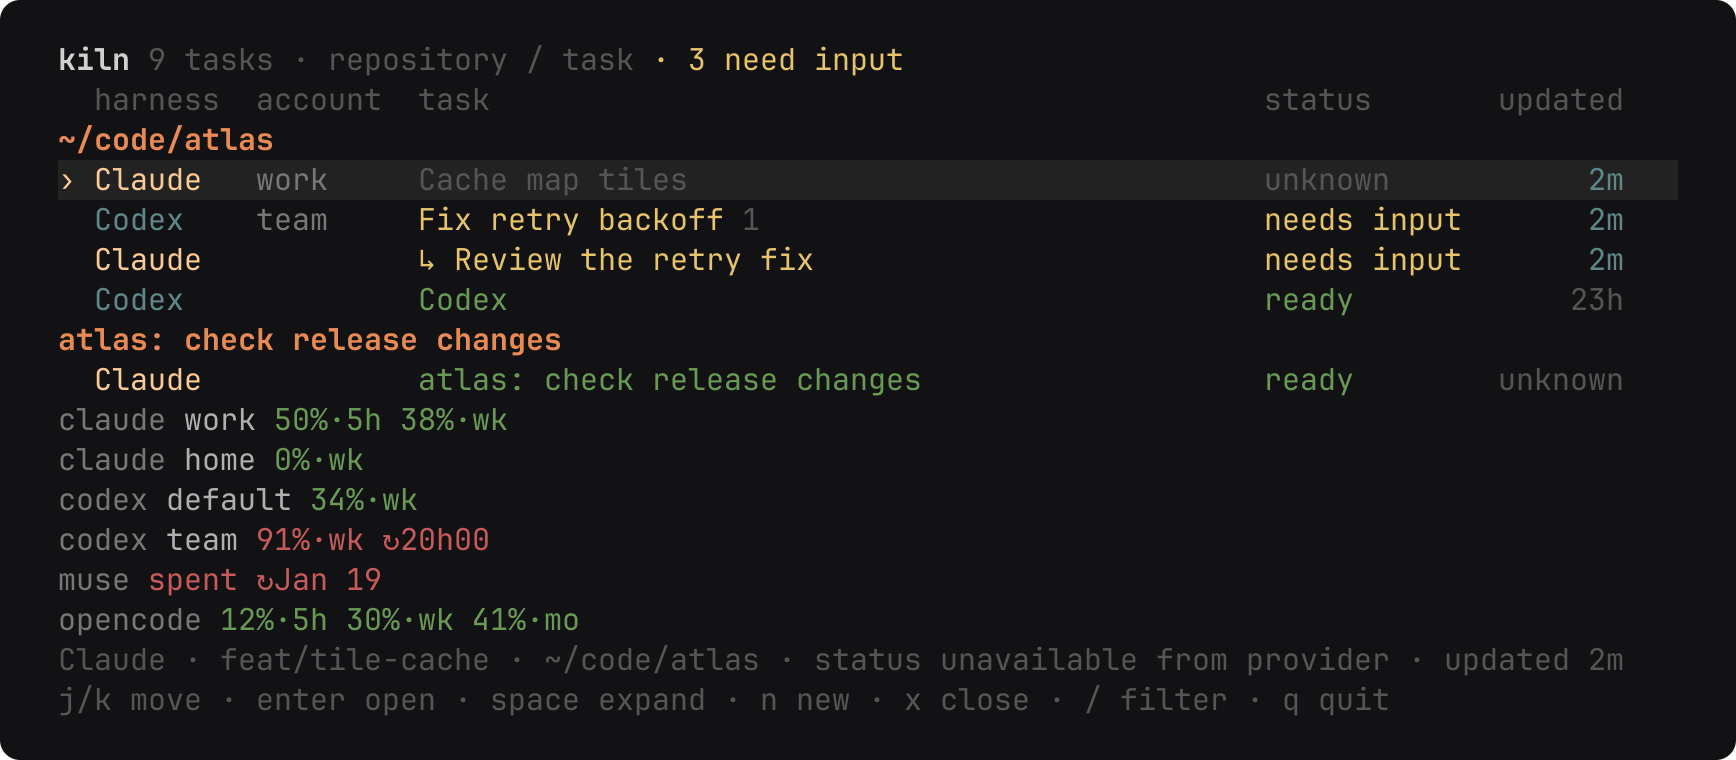 kiln 9 tasks · repository / task · 3 need input
harness account task status updated
~/code/atlas
› Claude work Cache map tiles unknown 2m
Codex team Fix retry backoff 1 needs input 2m
Claude ↳ Review the retry fix needs input 2m
Codex Codex ready 23h
atlas: check release changes
Claude atlas: check release changes ready unknown
claude work 50%·5h 38%·wk
claude home 0%·wk
codex default 34%·wk
codex team 91%·wk ↻20h00
muse spent ↻Jan 19
opencode 12%·5h 30%·wk 41%·mo
Claude · feat/tile-cache · ~/code/atlas · status unavailable from provider · updated 2m
j/k move · enter open · space expand · n new · x close · / filter · q quit